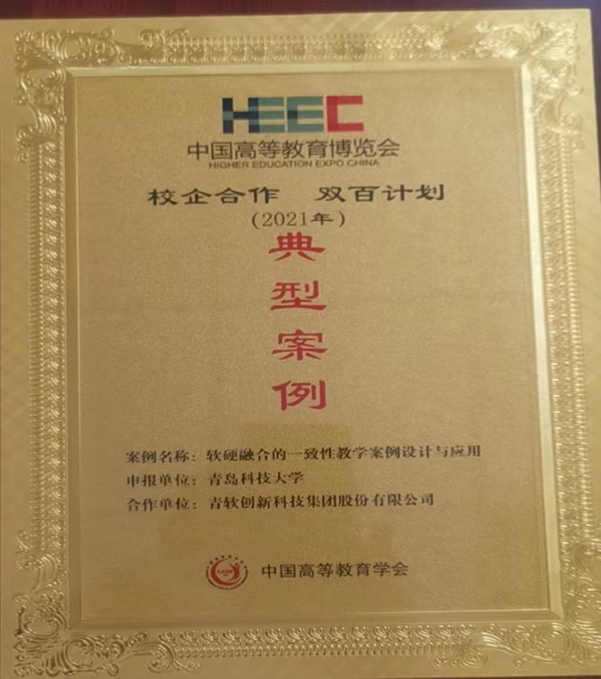 HEEC
中国高等教育博览会
HIGHER EDUCATION EXPO CHINA
校企合作 双百计划
(2021年)
典
型
案
例
案例名称：软硬融合的一致性教学案例设计与应用
申报单位：青岛科技大学
合作单位：青软创新科技集团股份有限公司
中国高等教育学会